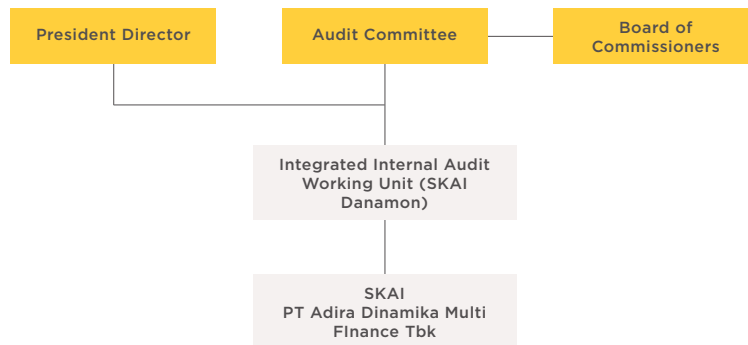 President Director
Audit Committee
Board of
Commissioners
Integrated Internal Audit
Working Unit (SKAI
Danamon)
SKAI
PT Adira Dinamika Multi
FInance Tbk